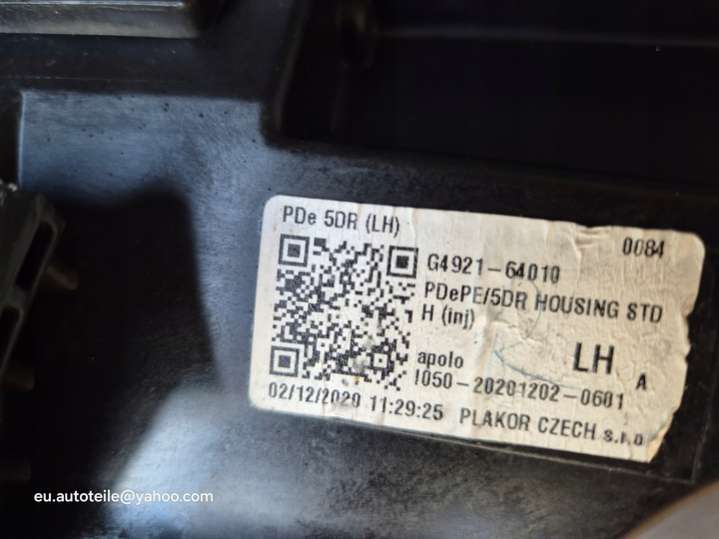 PDe 5DR (LH)
0084
G4921-64010
PDePE/5DR HOUSING STD
H (inj)
LH A
apolo
I050-20201202-0601
02/12/2020 11:29:25 PLAKOR CZECH s.r.o
eu.autoteile@yahoo.com